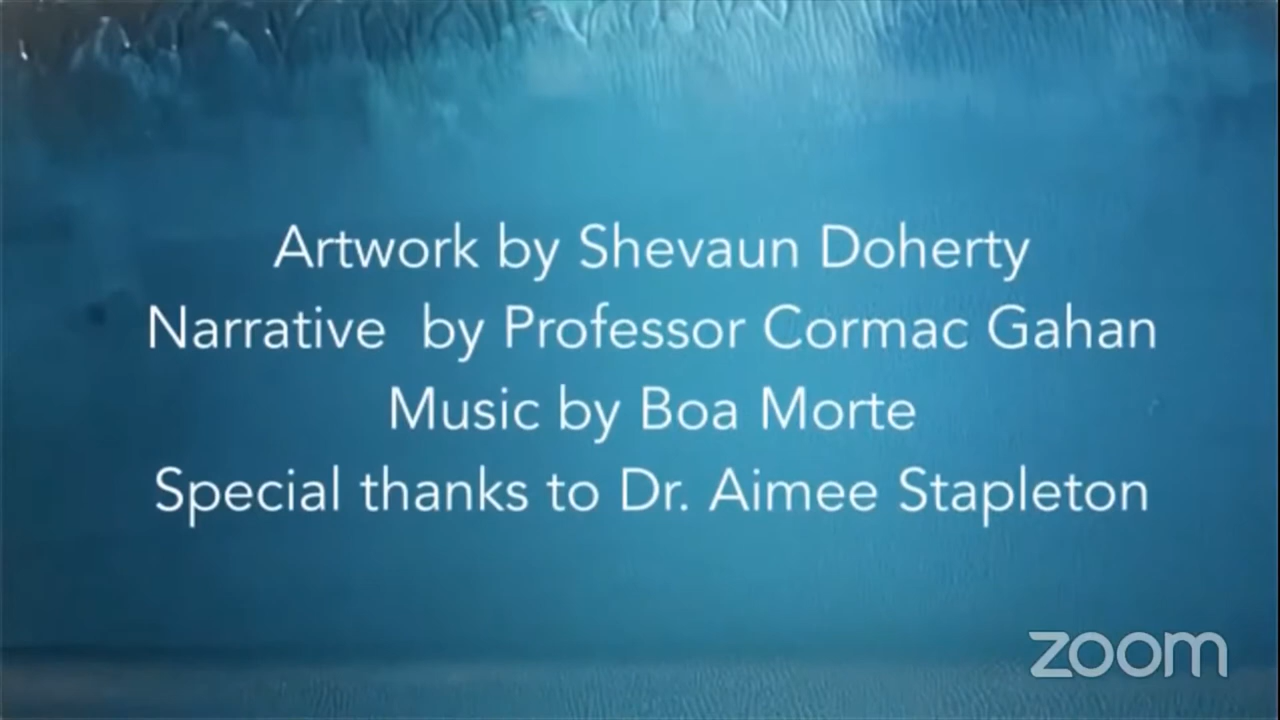 Artwork by Shevaun Doherty
Narrative  by Professor Cormac Gahan
Music by Boa Morte
Special thanks to Dr. Aimee Stapleton
zoom